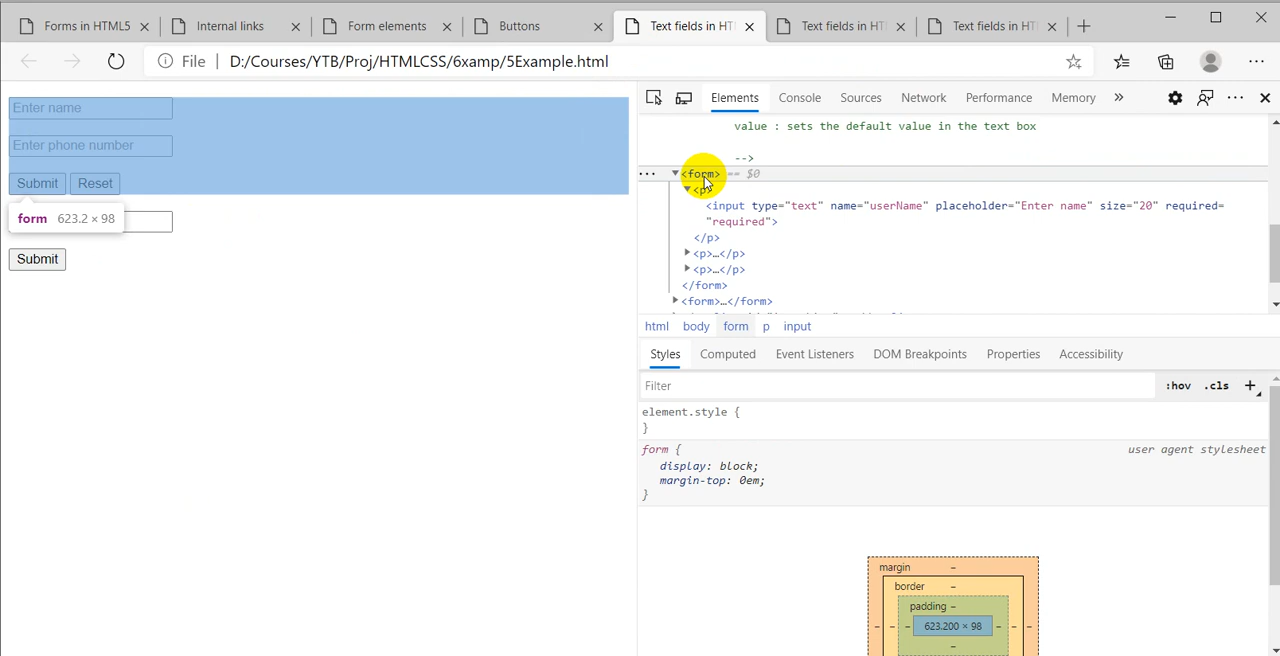 Forms in HTML5
Internal links
Form elements
Buttons
Text fields in HT
Text fields in HT
Text fields in HT
File D:/Courses/YTB/Proj/HTMLCSS/6xamp/5Example.html
Enter name
Enter phone number
Submit Reset
form 623.2 × 98
Submit
Elements Console Sources Network Performance Memory
value : sets the default value in the text box
-->
<form> == $0
<p>
<input type="text" name="userName" placeholder="Enter name" size="20" required=
"required">
</p>
<p>…</p>
<p>…</p>
</form>
<form>…</form>
html body form p input
Styles Computed Event Listeners DOM Breakpoints Properties Accessibility
Filter :hov .cls
element.style {
}
form { user agent stylesheet
display: block;
margin-top: 0em;
}
margin –
border –
padding –
– – – 623.200 × 98 – – –
–